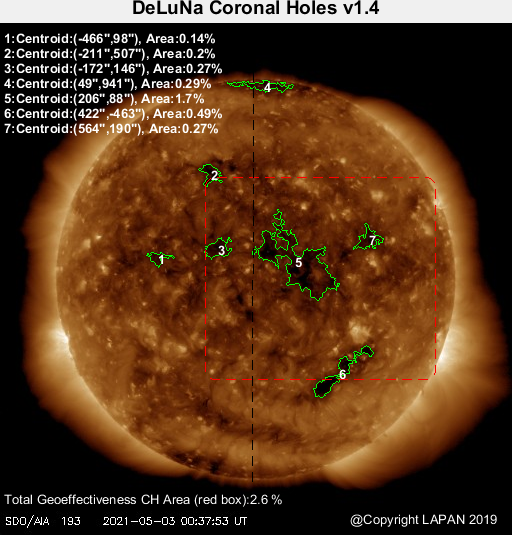 DeLuNa Coronal Holes v1.4
1:Centroid:(-466",98"), Area:0.14%
2:Centroid:(-211",507"), Area:0.2%
3:Centroid:(-172",146"), Area:0.27%
4:Centroid:(49",941"), Area:0.29%
5:Centroid:(206",88"), Area:1.7%
6:Centroid:(422",-463"), Area:0.49%
7:Centroid:(564",190"), Area:0.27%
4
2
7
3
1
5
6
Total Geoeffectiveness CH Area (red box):2.6 %
SDO/AIA 193 2021-05-03 00:37:53 UT
@Copyright LAPAN 2019